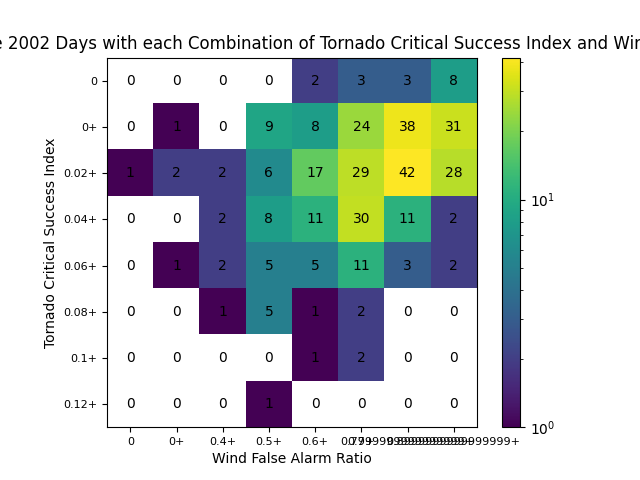 2002 Days with each Combination of Tornado Critical Success Index and
0 0 0 0 0 2 3 3 8
0+ 0 1 0 9 8 24 38 31
0.02+ 1 2 2 6 17 29 42 28
0.04+ 0 0 2 8 11 30 11 2
0.06+ 0 1 2 5 5 11 3 2
0.08+ 0 0 1 5 1 2 0 0
0.1+ 0 0 0 0 1 2 0 0
0.12+ 0 0 0 1 0 0 0 0
0 0+ 0.4+ 0.5+ 0.6+
Wind False Alarm Ratio
Tornado Critical Success Index
10¹
10⁰